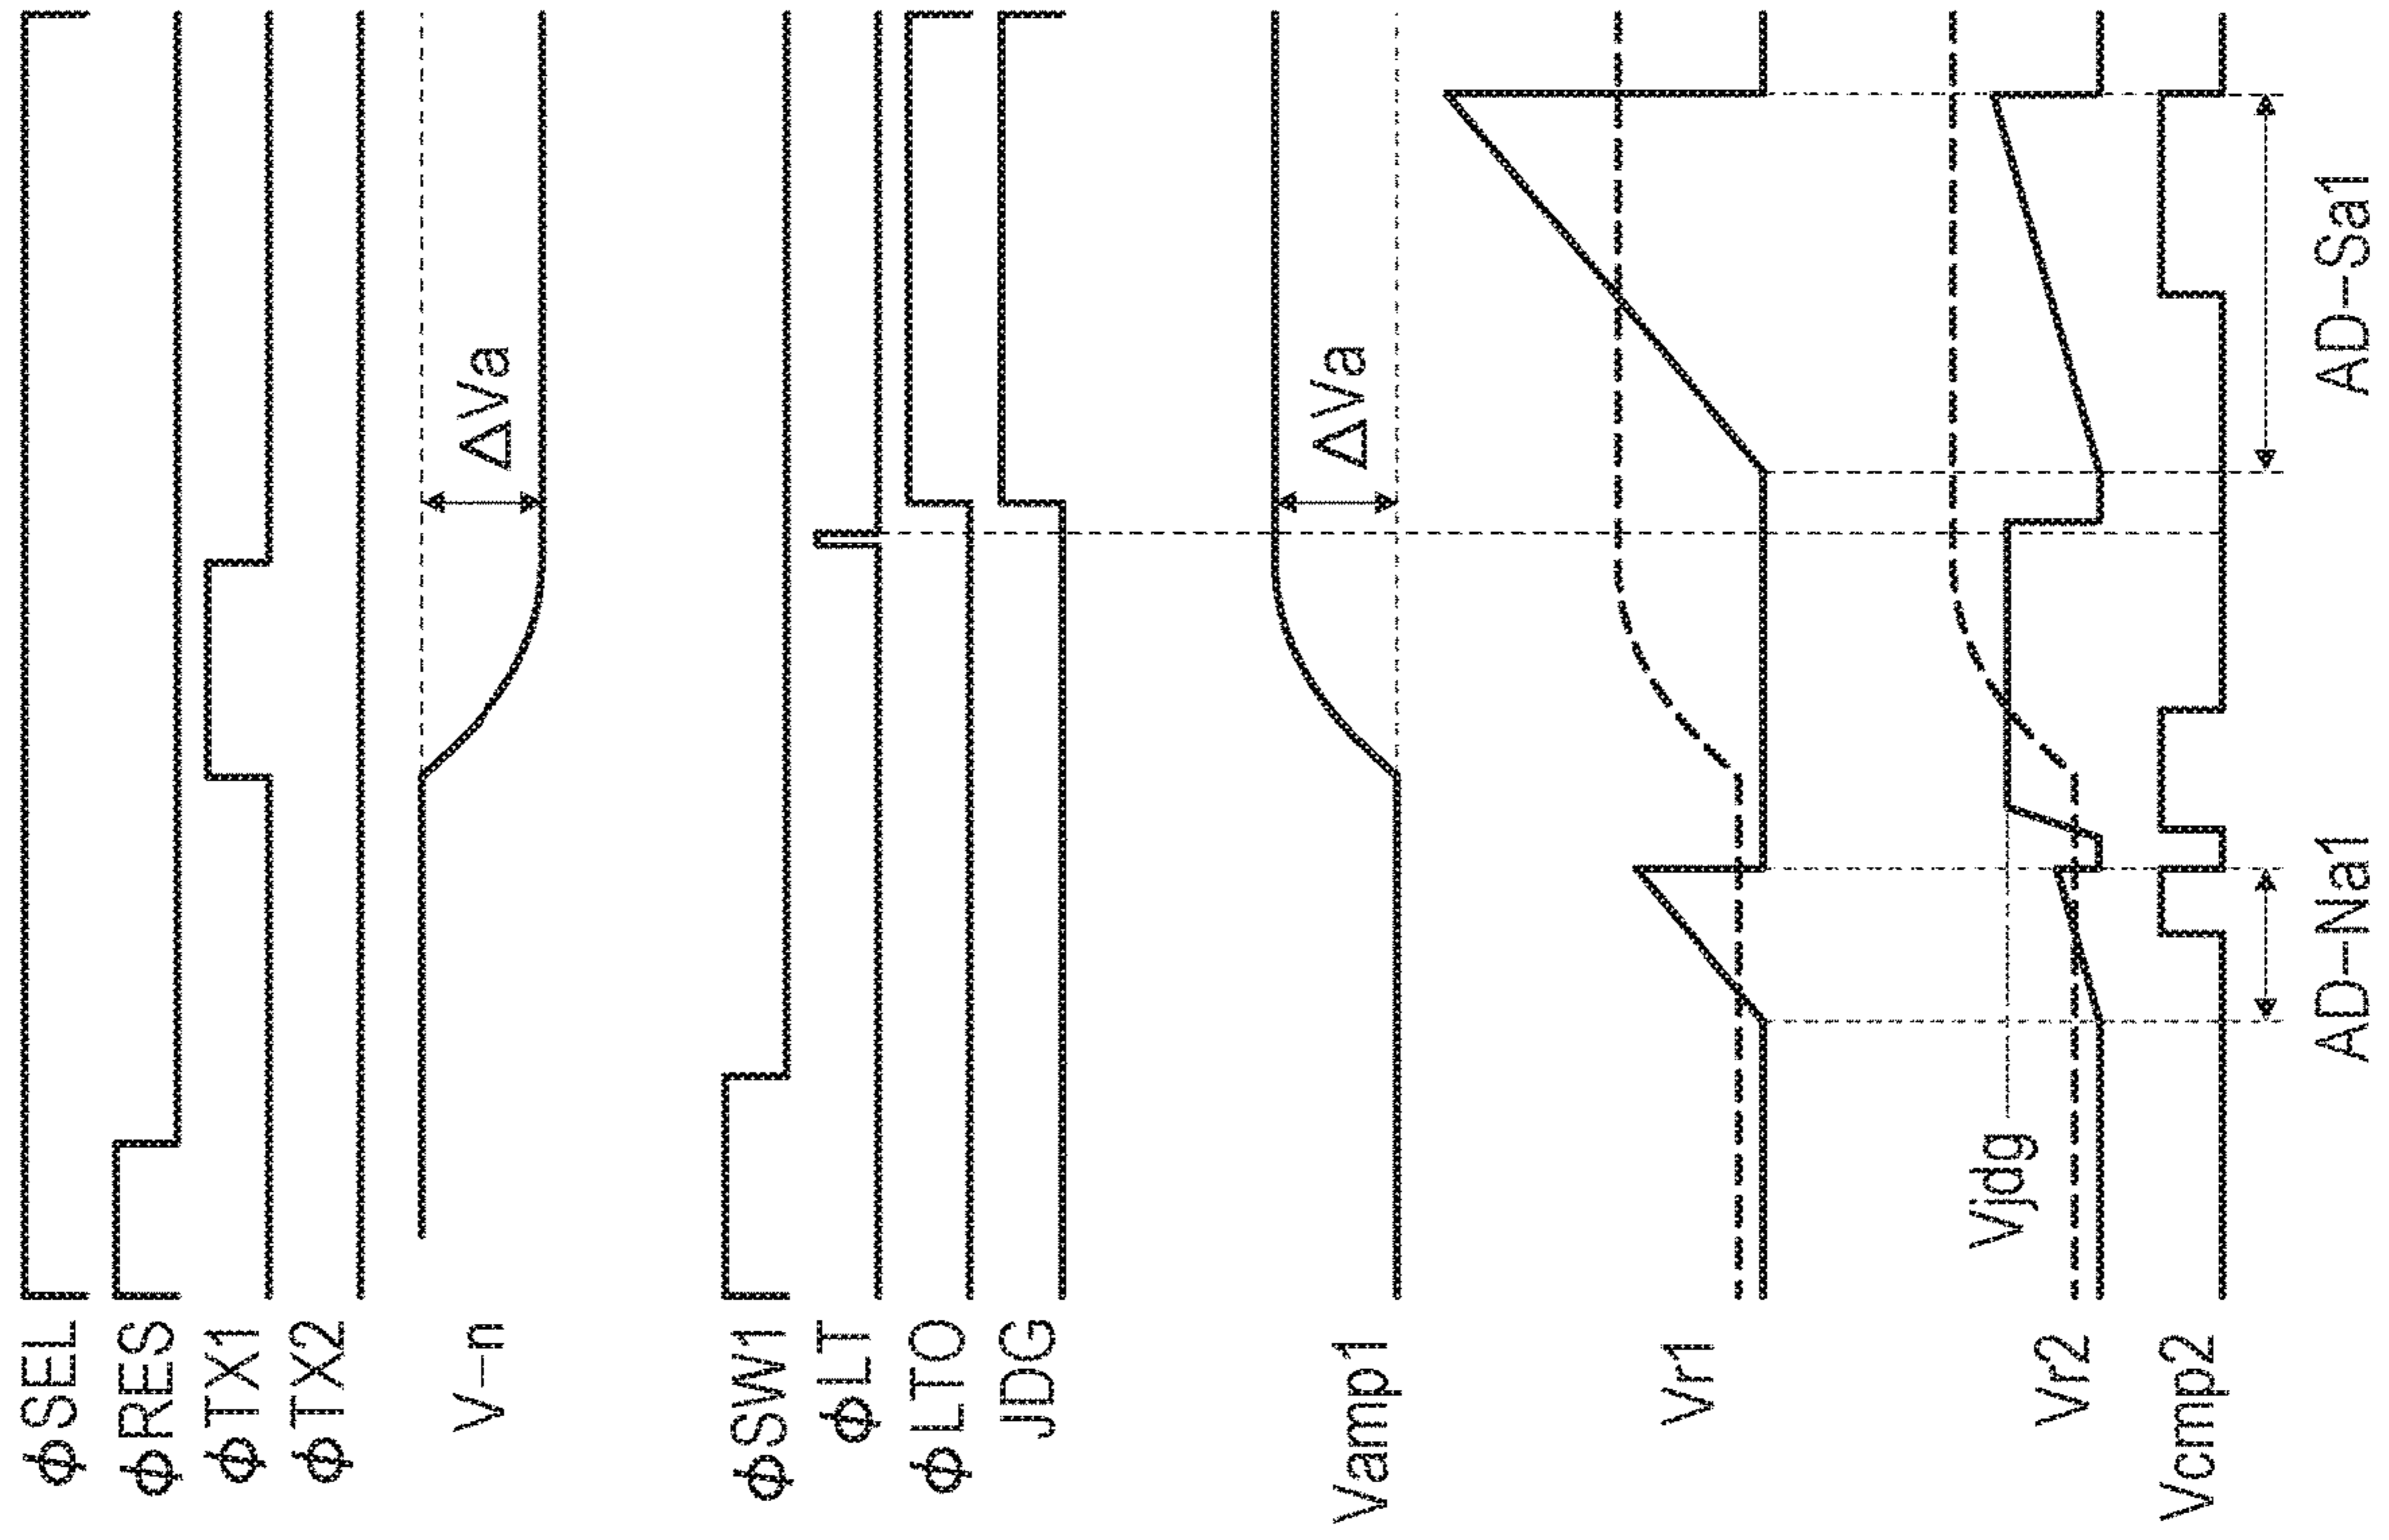 ϕSEL
ϕRES
ϕTX1
ϕTX2
V-n
ΔVa
ϕSW1
ϕLT
ϕLTO
JDG
Vamp1
ΔVa
Vr1
Vjdg
Vr2
Vcmp2
AD-Na1
AD-Sa1